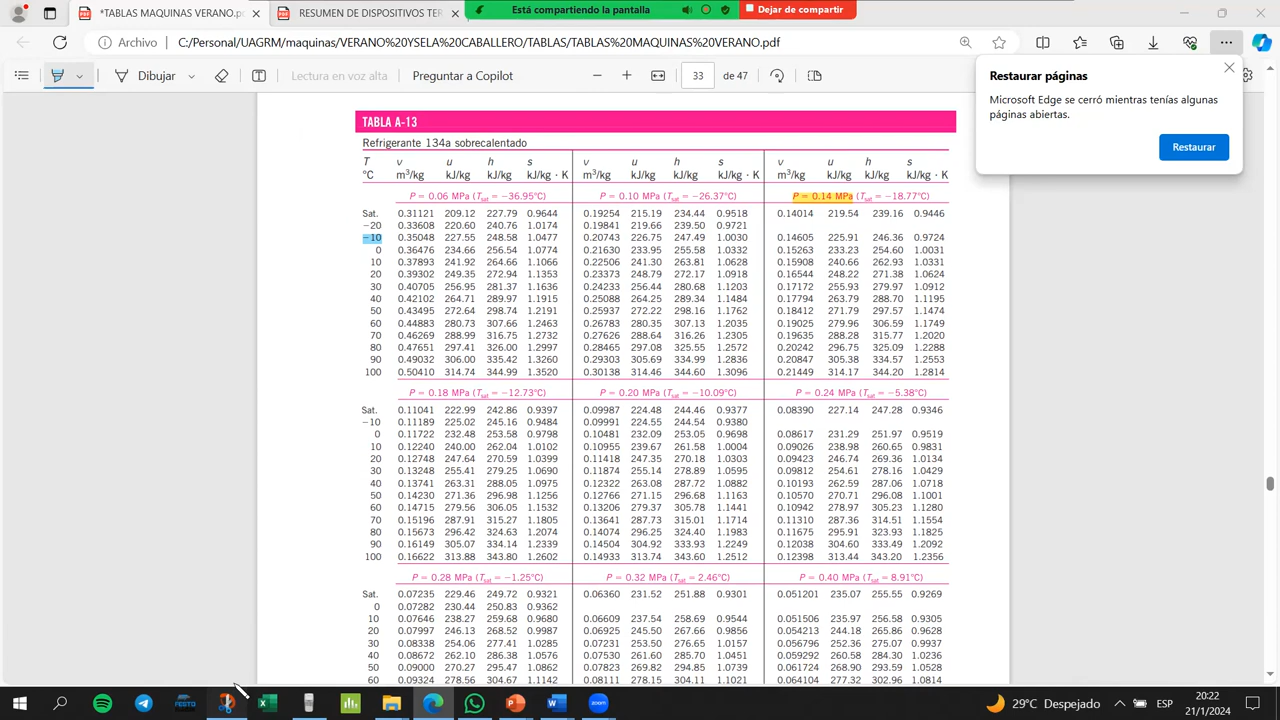 *TABLAS MAQUINAS VERANO.p
RESUMEN DE DISPOSITIVOS TER
Está compartiendo la pantalla
Dejar de compartir
Archivo
C:/Personal/UAGRM/maquinas/VERANO%20YSELA%20CABALLERO/TABLAS/TABLAS%20MAQUINAS%20VERANO.pdf
Dibujar
Lectura en voz alta
Preguntar a Copilot
33 de 47
Restaurar páginas
Microsoft Edge se cerró mientras tenías algunas
páginas abiertas.
Restaurar
TABLA A-13
Refrigerante 134a sobrecalentado
T v u h s v u h s v u h s
°C m³/kg kJ/kg kJ/kg kJ/kg · K m³/kg kJ/kg kJ/kg kJ/kg · K m³/kg kJ/kg kJ/kg kJ/kg · K
P = 0.06 MPa (Tsat = −36.95°C) P = 0.10 MPa (Tsat = −26.37°C) P = 0.14 MPa (Tsat = −18.77°C)
Sat. 0.31121 209.12 227.79 0.9644 0.19254 215.19 234.44 0.9518 0.14014 219.54 239.16 0.9446
−20 0.33608 220.60 240.76 1.0174 0.19841 219.66 239.50 0.9721
−10 0.35048 227.55 248.58 1.0477 0.20743 226.75 247.49 1.0030 0.14605 225.91 246.36 0.9724
0 0.36476 234.66 256.54 1.0774 0.21630 233.95 255.58 1.0332 0.15263 233.23 254.60 1.0031
10 0.37893 241.92 264.66 1.1066 0.22506 241.30 263.81 1.0628 0.15908 240.66 262.93 1.0331
20 0.39302 249.35 272.94 1.1353 0.23373 248.79 272.17 1.0918 0.16544 248.22 271.38 1.0624
30 0.40705 256.95 281.37 1.1636 0.24233 256.44 280.68 1.1203 0.17172 255.93 279.97 1.0912
40 0.42102 264.71 289.97 1.1915 0.25088 264.25 289.34 1.1484 0.17794 263.79 288.70 1.1195
50 0.43495 272.64 298.74 1.2191 0.25937 272.22 298.16 1.1762 0.18412 271.79 297.57 1.1474
60 0.44883 280.73 307.66 1.2463 0.26783 280.35 307.13 1.2035 0.19025 279.96 306.59 1.1749
70 0.46269 288.99 316.75 1.2732 0.27626 288.64 316.26 1.2305 0.19635 288.28 315.77 1.2020
80 0.47651 297.41 326.00 1.2997 0.28465 297.08 325.55 1.2572 0.20242 296.75 325.09 1.2288
90 0.49032 306.00 335.42 1.3260 0.29303 305.69 334.99 1.2836 0.20847 305.38 334.57 1.2553
100 0.50410 314.74 344.99 1.3520 0.30138 314.46 344.60 1.3096 0.21449 314.17 344.20 1.2814
P = 0.18 MPa (Tsat = −12.73°C) P = 0.20 MPa (Tsat = −10.09°C) P = 0.24 MPa (Tsat = −5.38°C)
Sat. 0.11041 222.99 242.86 0.9397 0.09987 224.48 244.46 0.9377 0.08390 227.14 247.28 0.9346
−10 0.11189 225.02 245.16 0.9484 0.09991 224.55 244.54 0.9380
0 0.11722 232.48 253.58 0.9798 0.10481 232.09 253.05 0.9698 0.08617 231.29 251.97 0.9519
10 0.12240 240.00 262.04 1.0102 0.10955 239.67 261.58 1.0004 0.09026 238.98 260.65 0.9831
20 0.12748 247.64 270.59 1.0399 0.11418 247.35 270.18 1.0303 0.09423 246.74 269.36 1.0134
30 0.13248 255.41 279.25 1.0690 0.11874 255.14 278.89 1.0595 0.09812 254.61 278.16 1.0429
40 0.13741 263.31 288.05 1.0975 0.12322 263.08 287.72 1.0882 0.10193 262.59 287.06 1.0718
50 0.14230 271.36 296.98 1.1256 0.12766 271.15 296.68 1.1163 0.10570 270.71 296.08 1.1001
60 0.14715 279.56 306.05 1.1532 0.13206 279.37 305.78 1.1441 0.10942 278.97 305.23 1.1280
70 0.15196 287.91 315.27 1.1805 0.13641 287.73 315.01 1.1714 0.11310 287.36 314.51 1.1554
80 0.15673 296.42 324.63 1.2074 0.14074 296.25 324.40 1.1983 0.11675 295.91 323.93 1.1825
90 0.16149 305.07 334.14 1.2339 0.14504 304.92 333.93 1.2249 0.12038 304.60 333.49 1.2092
100 0.16622 313.88 343.80 1.2602 0.14933 313.74 343.60 1.2512 0.12398 313.44 343.20 1.2356
P = 0.28 MPa (Tsat = −1.25°C) P = 0.32 MPa (Tsat = 2.46°C) P = 0.40 MPa (Tsat = 8.91°C)
Sat. 0.07235 229.46 249.72 0.9321 0.06360 231.52 251.88 0.9301 0.051201 235.07 255.55 0.9269
0 0.07282 230.44 250.83 0.9362
10 0.07646 238.27 259.68 0.9680 0.06609 237.54 258.69 0.9544 0.051506 235.97 256.58 0.9305
20 0.07997 246.13 268.52 0.9987 0.06925 245.50 267.66 0.9856 0.054213 244.18 265.86 0.9628
30 0.08338 254.06 277.41 1.0285 0.07231 253.50 276.65 1.0157 0.056796 252.36 275.07 0.9937
40 0.08672 262.10 286.38 1.0576 0.07530 261.60 285.70 1.0451 0.059292 260.58 284.30 1.0236
50 0.09000 270.27 295.47 1.0862 0.07823 269.82 294.85 1.0739 0.061724 268.90 293.59 1.0528
60 0.09324 278.56 304.67 1.1142 0.08111 278.15 304.11 1.1021 0.064104 277.32 302.96 1.0814
FESTO
zoom
29°C Despejado
ESP
20:22
21/1/2024